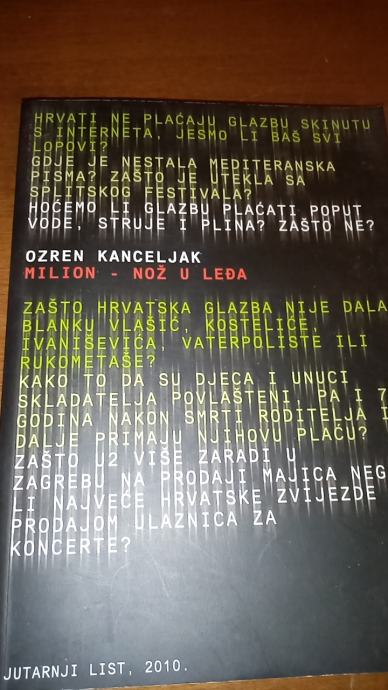 HRVATI NE PLAĆAJU GLAZBU SKINUTU
S INTERNETA, JESMO LI BAŠ SVI
LOPOVI?
GDJE JE NESTALA MEDITERANSKA
PISMA? ZAŠTO JE UTEKLA SA
SPLITSKOG FESTIVALA?
HOĆEMO LI GLAZBU PLAĆATI POPUT
VODE, STRUJE I PLINA? ZAŠTO NE?
OZREN KANCELJAK
MILION - NOŽ U LEĐA
ZAŠTO HRVATSKA GLAZBA NIJE DALA
BLANKU VLAŠIĆ, KOSTELIĆE,
IVANIŠEVIĆA, VATERPOLISTE ILI
RUKOMETAŠE?
KAKO TO DA SU DJECA I UNUCI
SKLADATELJA POVLAŠTENI, PA I 7
GODINA NAKON SMRTI RODITELJA I
DALJE PRIMAJU NJIHOVU PLAĆU?
ZAŠTO U2 VIŠE ZARADI U
ZAGREBU NA PRODAJI MAJICA NEG
LI NAJVEĆE HRVATSKE ZVIJEZDE
PRODAJOM ULAZNICA ZA
KONCERTE?
JUTARNJI LIST, 2010.